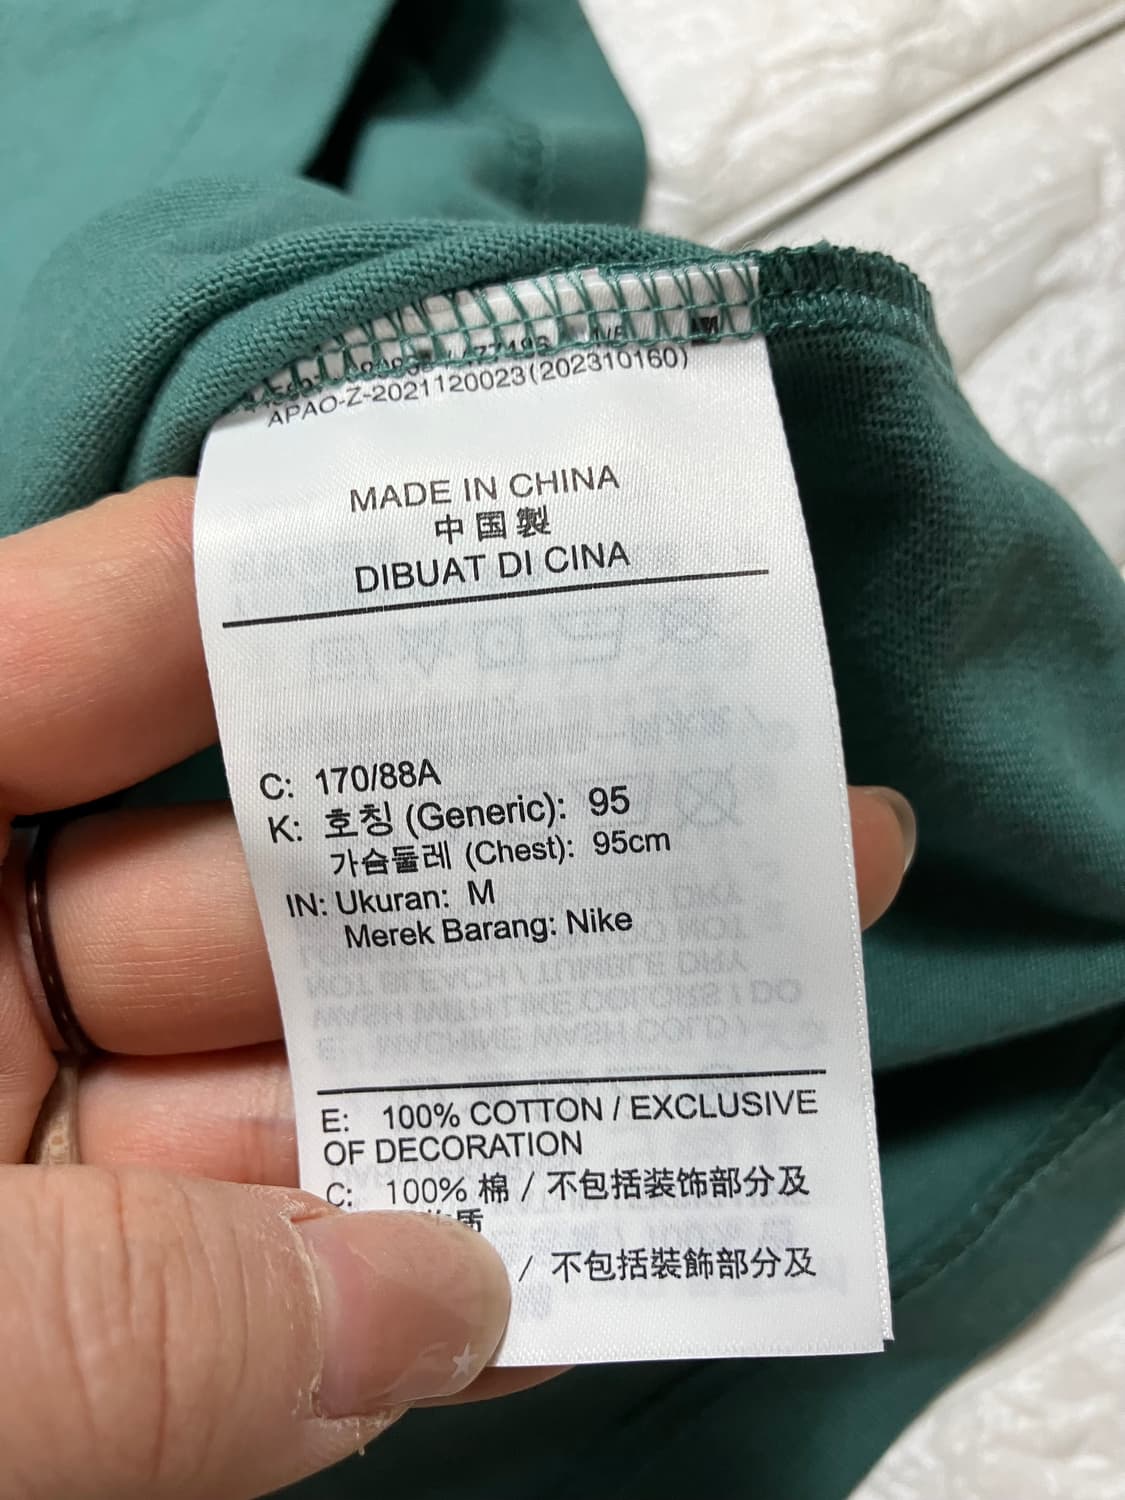 APAO-Z-2021120023(202310160)
MADE IN CHINA
中国製
DIBUAT DI CINA
C: 170/88A
K: 호칭 (Generic): 95
가슴둘레 (Chest): 95cm
IN: Ukuran: M
Merek Barang: Nike
E: 100% COTTON / EXCLUSIVE
OF DECORATION
C: 100% 棉 / 不包括装饰部分及
质
/ 不包括裝飾部分及